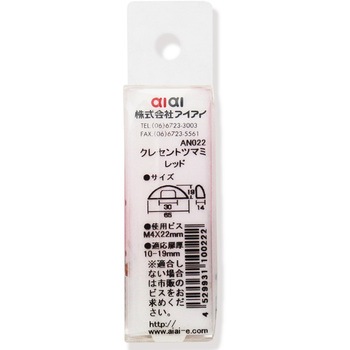 aiai
株式会社アイアイ
TEL.(06)6723-3003
FAX.(06)6723-5561
AN022
クレセントツマミ
レッド
●サイズ
19
30
65
14
●使用ビス
M4X22mm
●適応扉厚
10-19mm
※適合し
ない場合
は市販の
ビスをお
求め下さ
い。
http://
www.aiai-e.com
4 529931 100222